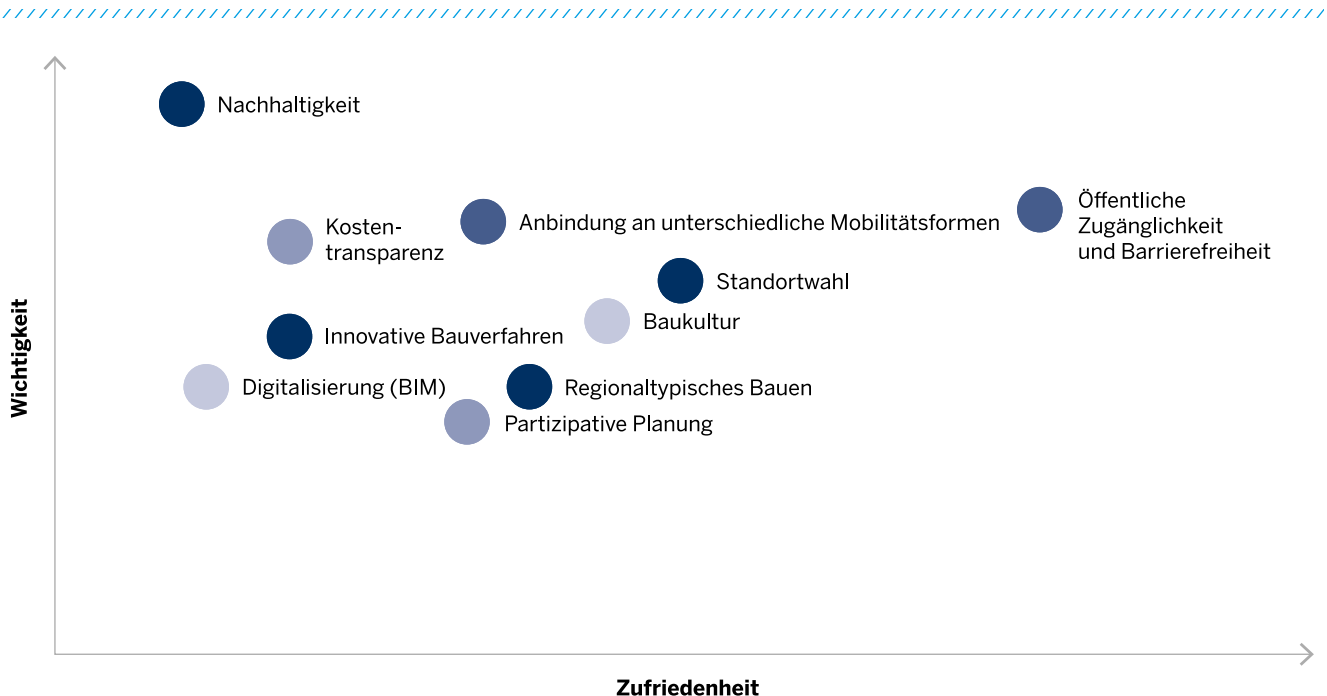 Nachhaltigkeit
Öffentliche
Zugänglichkeit
und Barrierefreiheit
Kosten-
transparenz
Anbindung an unterschiedliche Mobilitätsformen
Standortwahl
Baukultur
Innovative Bauverfahren
Digitalisierung (BIM)
Regionaltypisches Bauen
Partizipative Planung
Wichtigkeit
Zufriedenheit